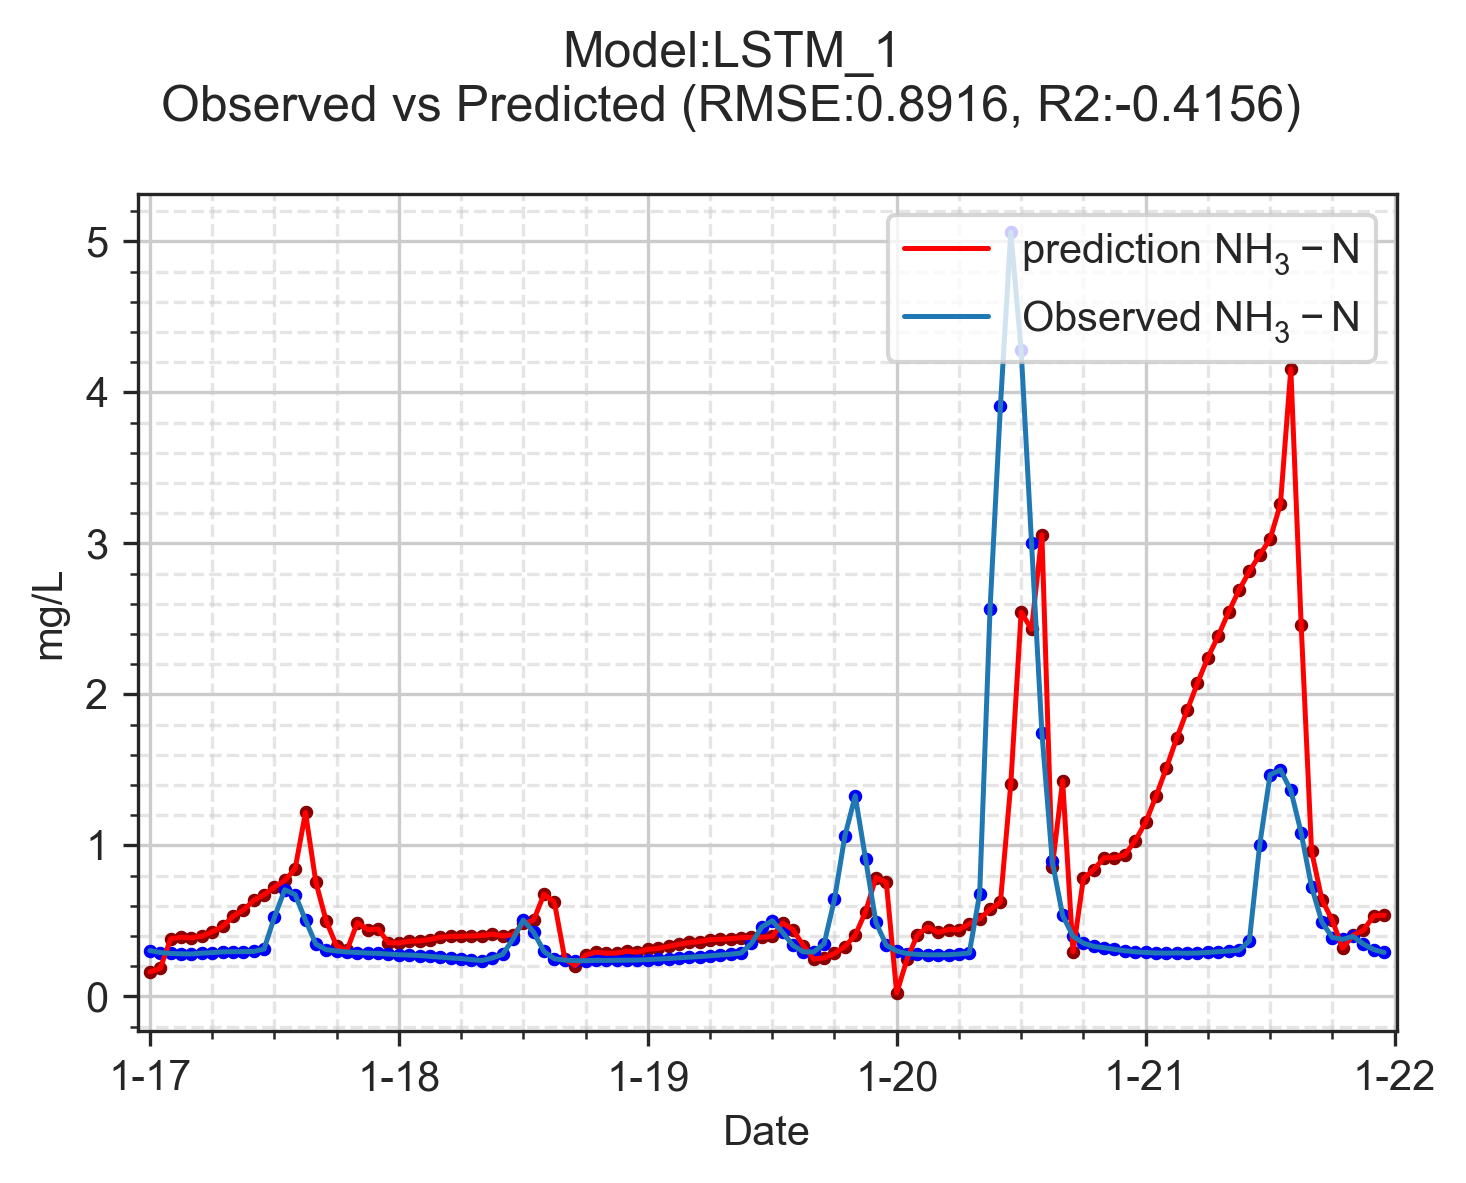 Model:LSTM_1
Observed vs Predicted (RMSE:0.8916, R2:-0.4156)
prediction NH₃ − N
Observed NH₃ − N
mg/L
5
4
3
2
1
0
1-17 1-18 1-19 1-20 1-21 1-22
Date